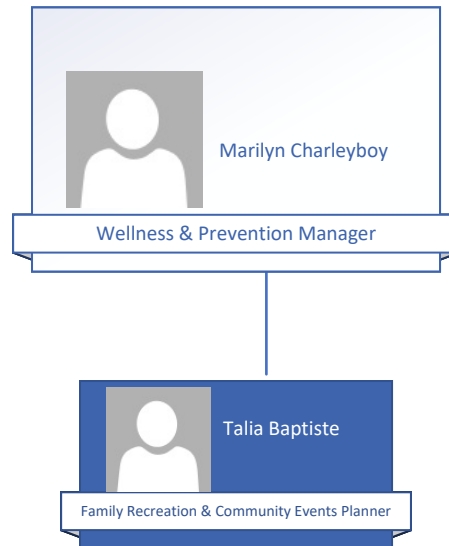 Marilyn Charleyboy
Wellness & Prevention Manager
Talia Baptiste
Family Recreation & Community Events Planner